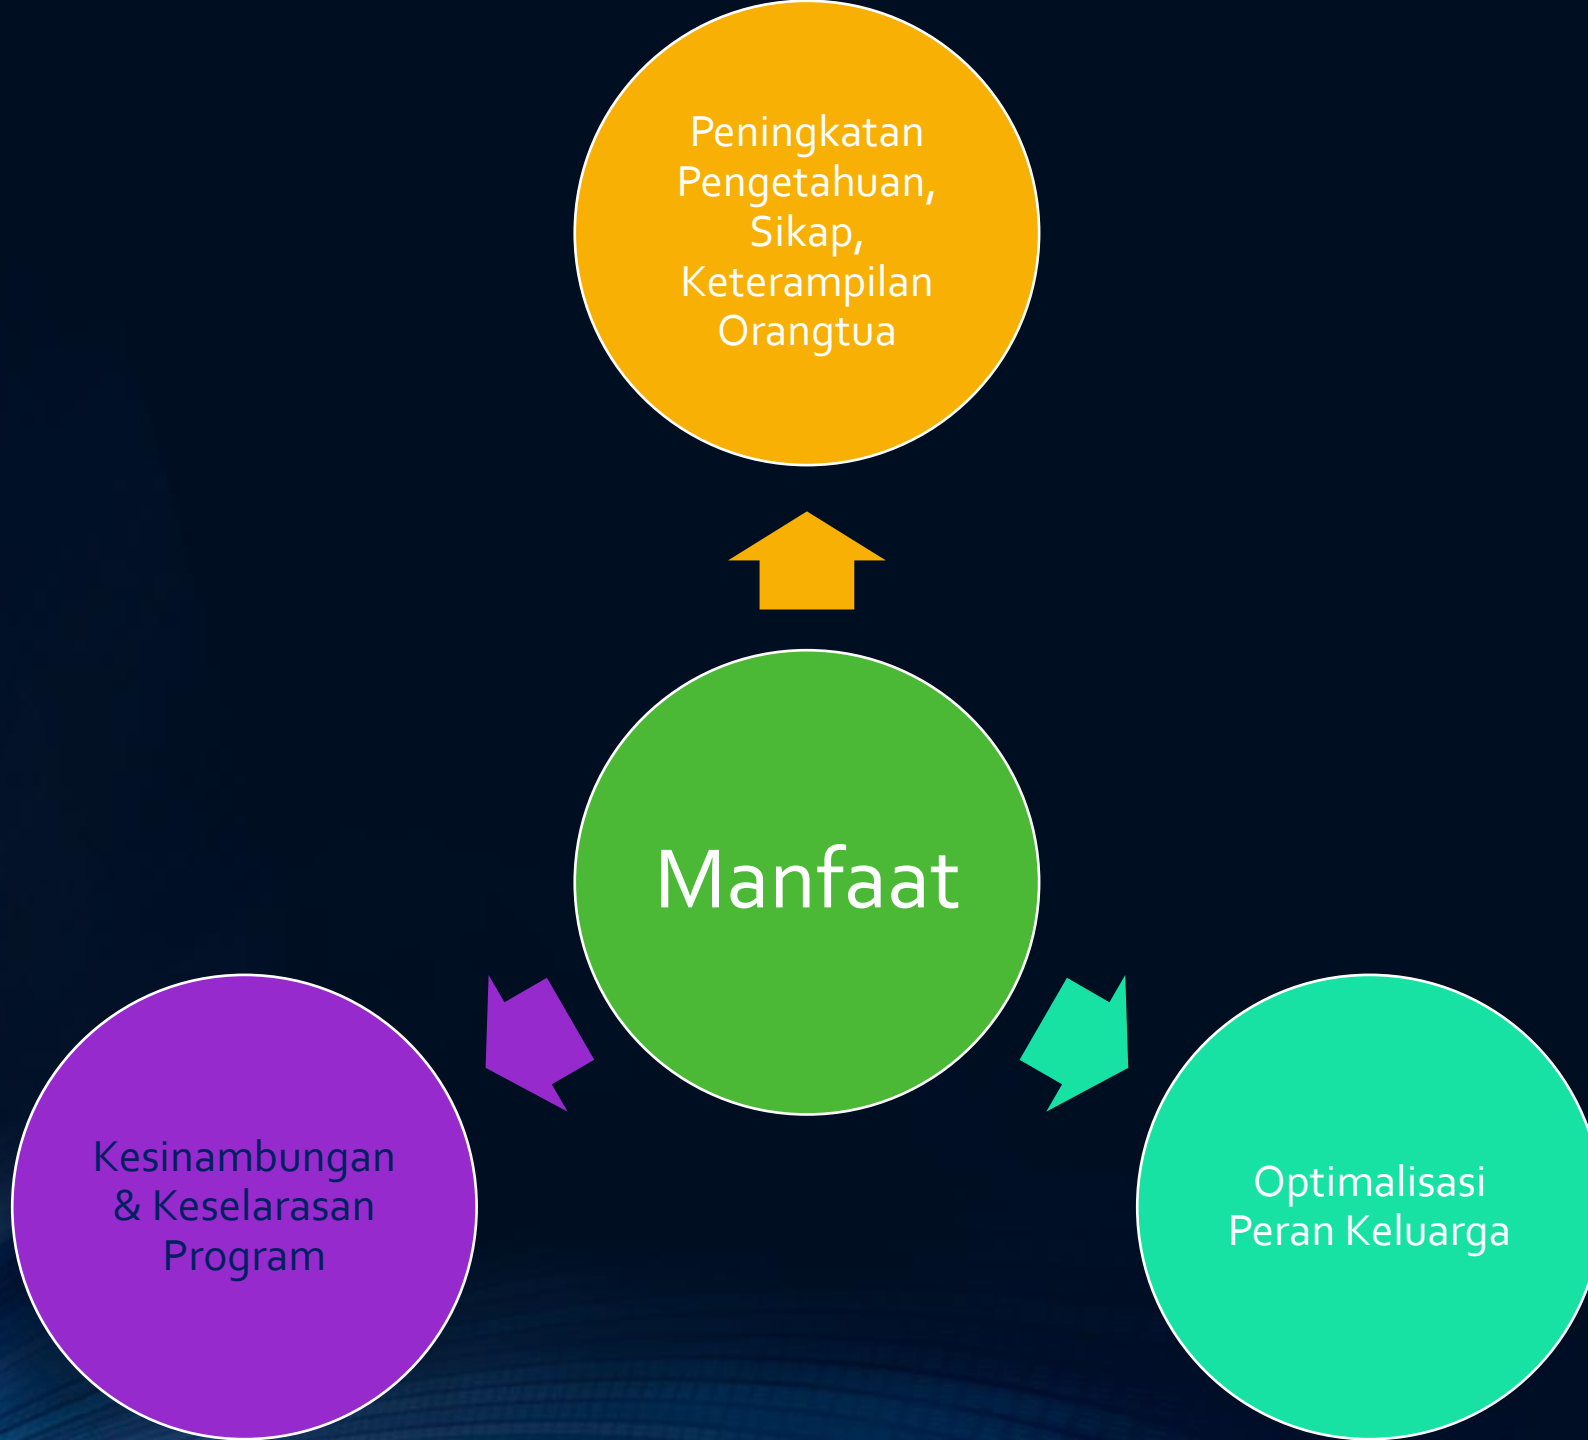 Peningkatan
Pengetahuan,
Sikap,
Keterampilan
Orangtua
Manfaat
Kesinambungan
& Keselarasan
Program
Optimalisasi
Peran Keluarga